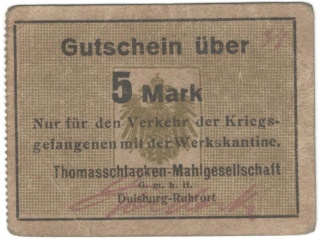 Gutschein über
5 Mark
Nur für den Verkehr der Kriegs-
gefangenen mit der Werkskantine.
Thomasschlacken-Mahlgesellschaft
G. m. b. H.
Duisburg-Ruhrort